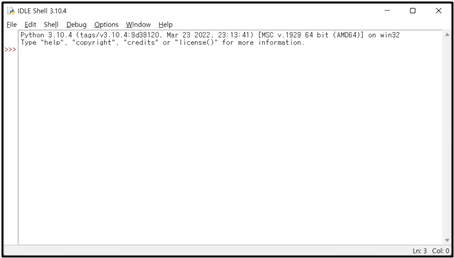 IDLE Shell 3.10.4
File Edit Shell Debug Options Window Help
Python 3.10.4 (tags/v3.10.4:9d38120, Mar 23 2022, 23:13:41) [MSC v.1929 64 bit (AMD64)] on win32
Type "help", "copyright", "credits" or "license()" for more information.
>>>
Ln: 3 Col: 0